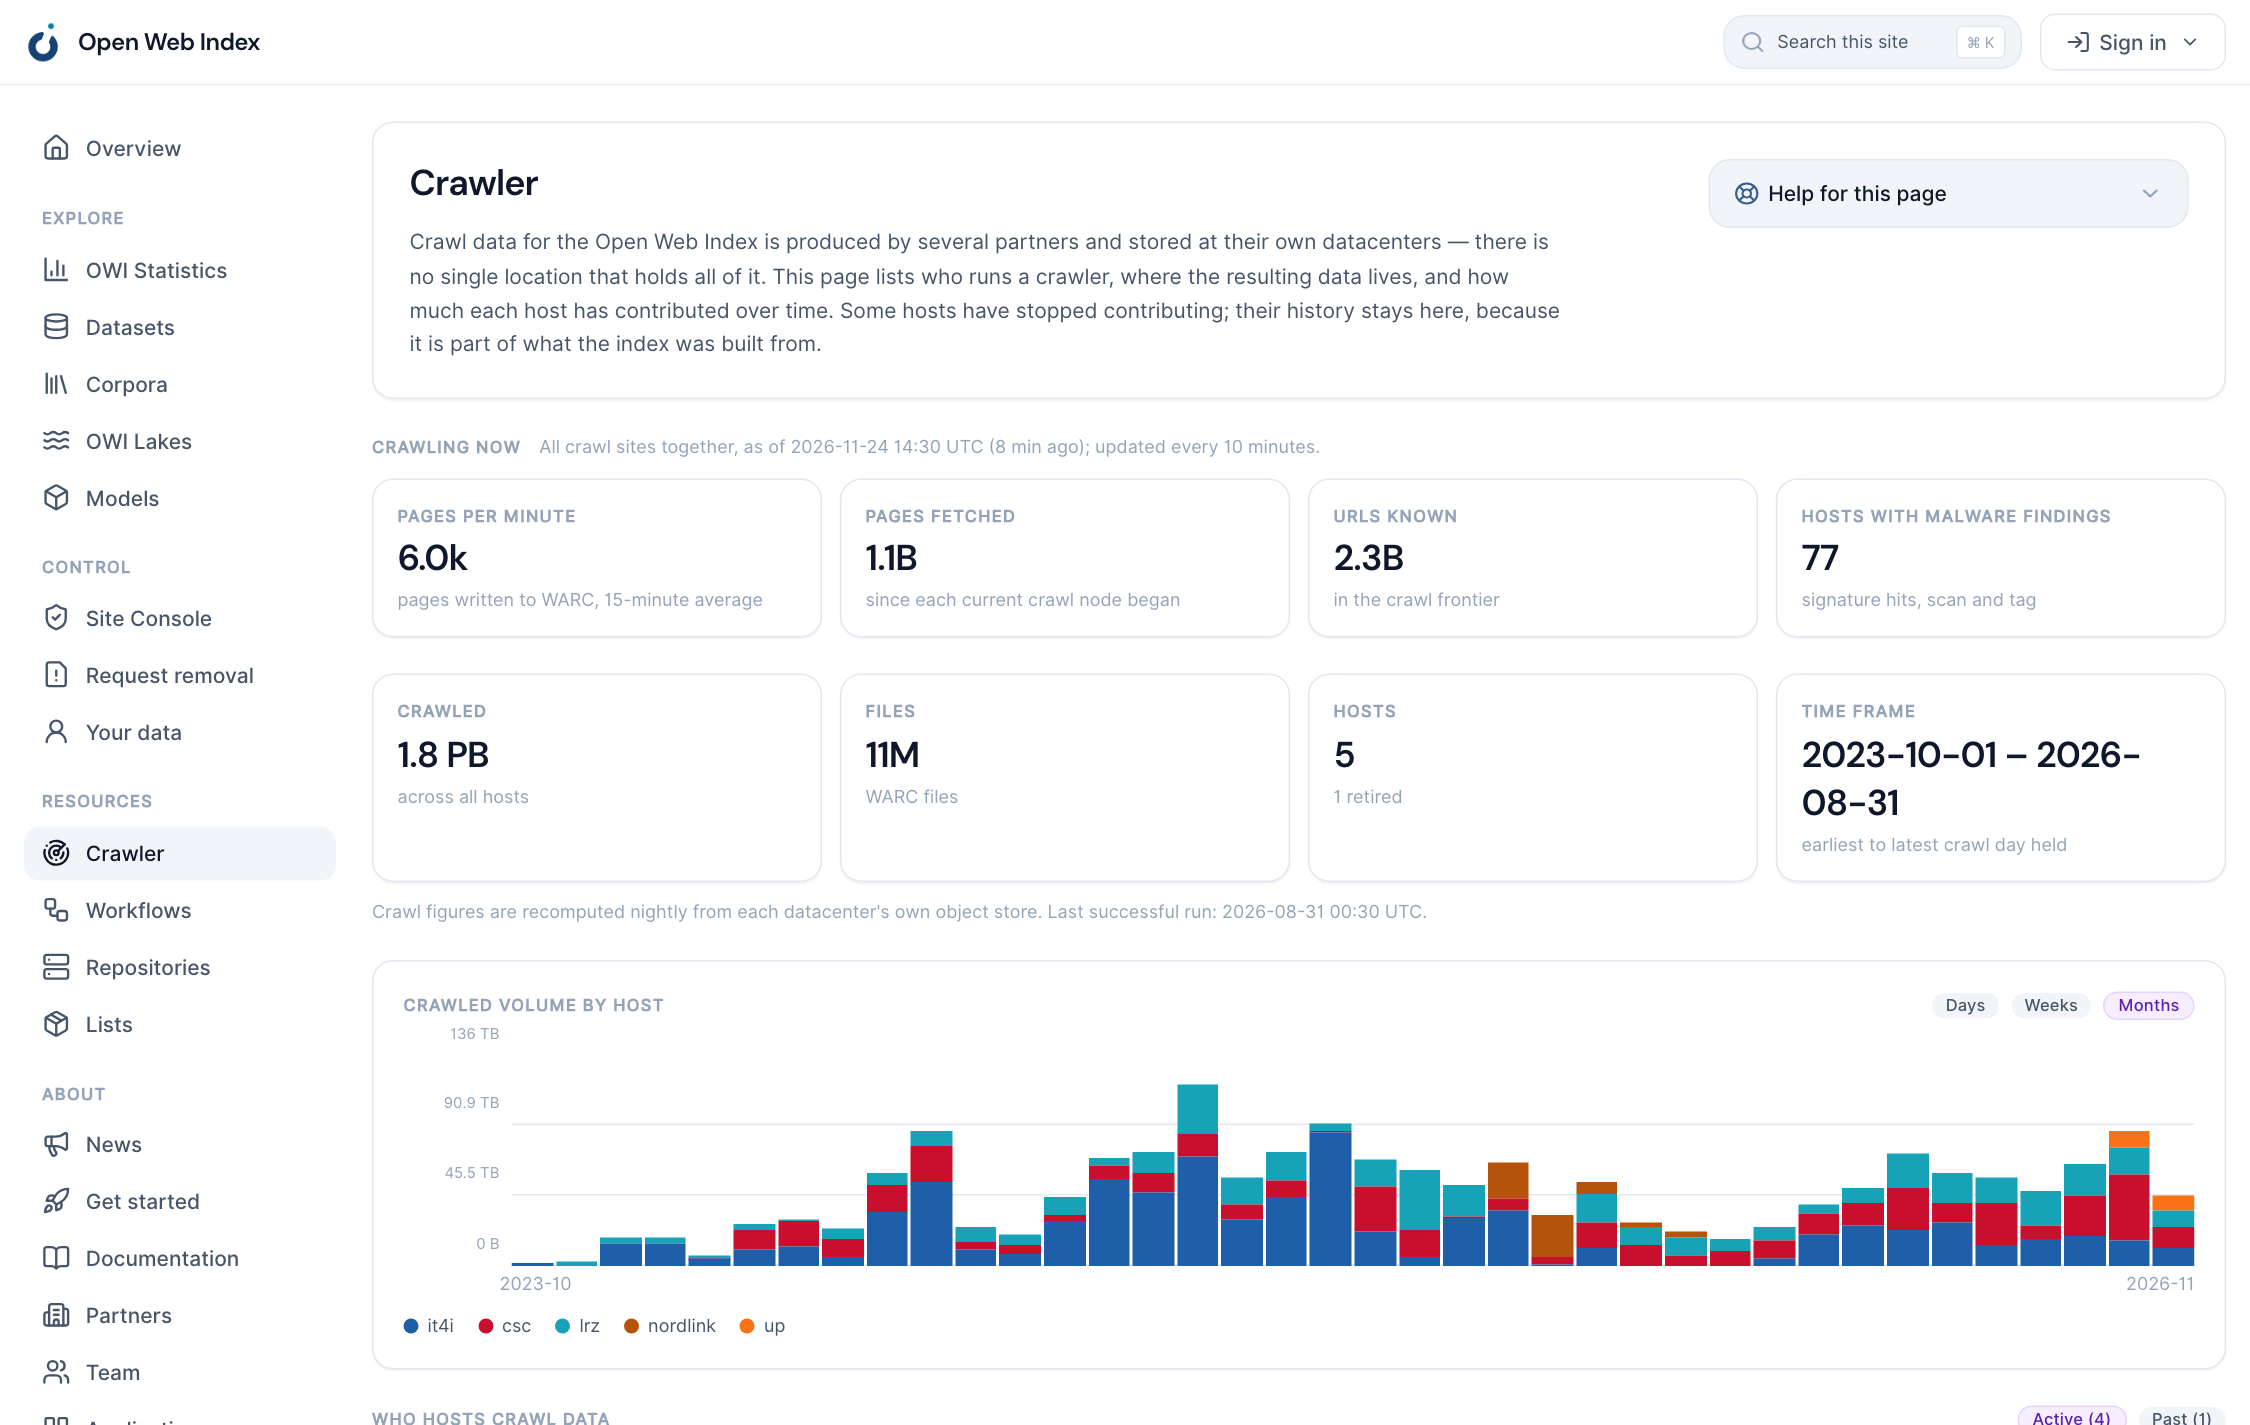 Open Web Index
Search this site
⌘ K
Sign in
Overview
EXPLORE
OWI Statistics
Datasets
Corpora
OWI Lakes
Models
CONTROL
Site Console
Request removal
Your data
RESOURCES
Crawler
Workflows
Repositories
Lists
ABOUT
News
Get started
Documentation
Partners
Team
Crawler
Help for this page
Crawl data for the Open Web Index is produced by several partners and stored at their own datacenters — there is
no single location that holds all of it. This page lists who runs a crawler, where the resulting data lives, and how
much each host has contributed over time. Some hosts have stopped contributing; their history stays here, because
it is part of what the index was built from.
CRAWLING NOW All crawl sites together, as of 2026-11-24 14:30 UTC (8 min ago); updated every 10 minutes.
PAGES PER MINUTE
6.0k
pages written to WARC, 15-minute average
PAGES FETCHED
1.1B
since each current crawl node began
URLS KNOWN
2.3B
in the crawl frontier
HOSTS WITH MALWARE FINDINGS
77
signature hits, scan and tag
CRAWLED
1.8 PB
across all hosts
FILES
11M
WARC files
HOSTS
5
1 retired
TIME FRAME
2023-10-01 – 2026-
08-31
earliest to latest crawl day held
Crawl figures are recomputed nightly from each datacenter's own object store. Last successful run: 2026-08-31 00:30 UTC.
CRAWLED VOLUME BY HOST
Days
Weeks
Months
136 TB
90.9 TB
45.5 TB
0 B
2023-10
2026-11
it4i
csc
lrz
nordlink
up
WHO HOSTS CRAWL DATA
Active (4)
Past (1)